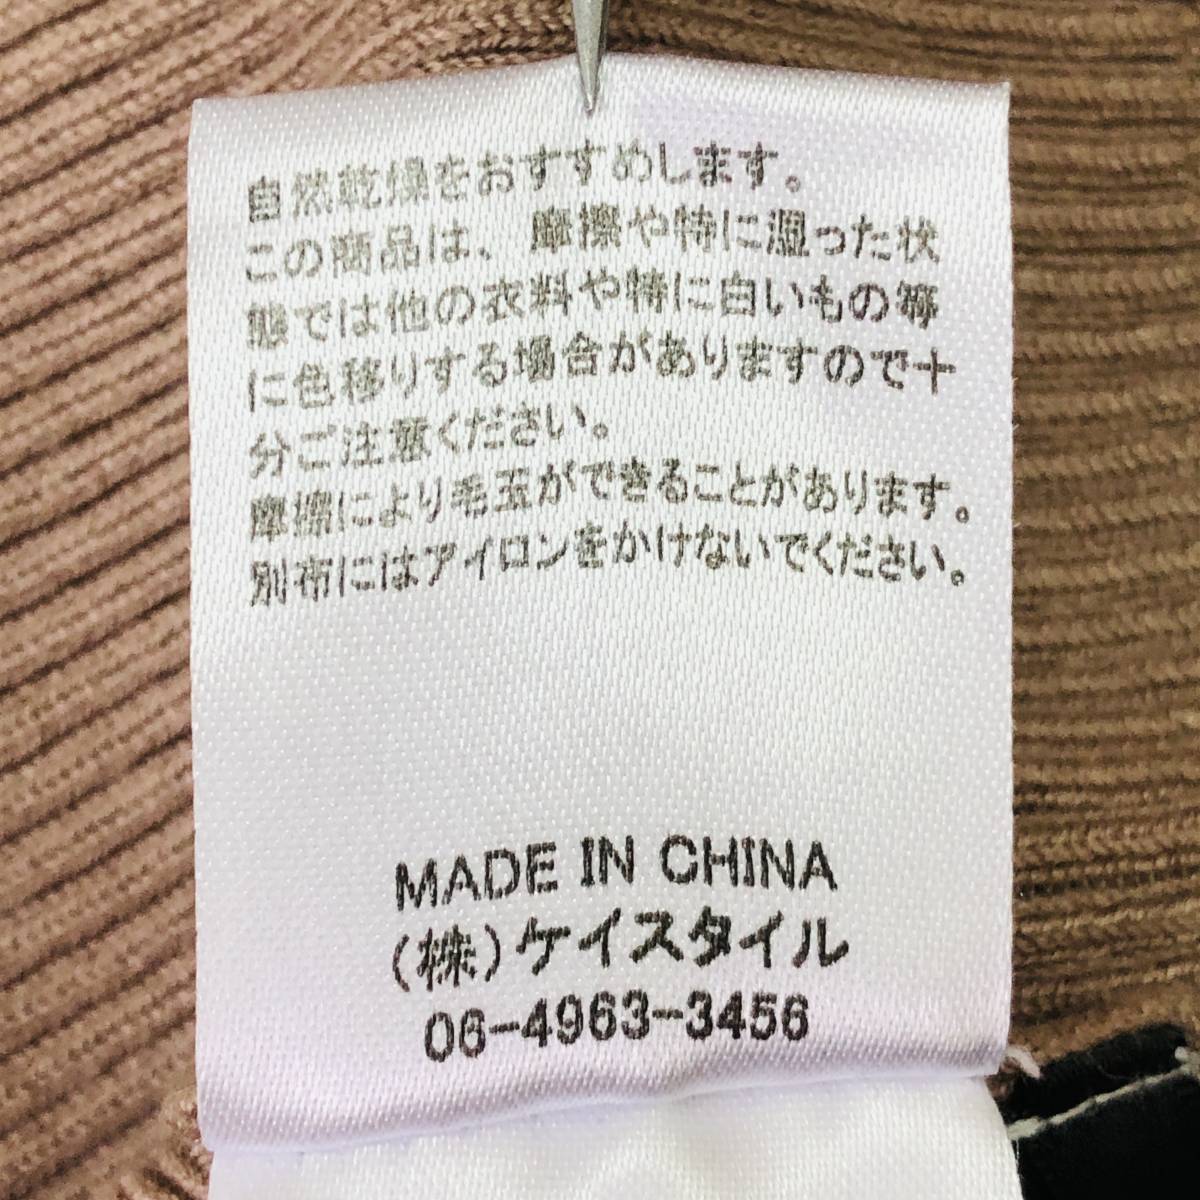 自然乾燥をおすすめします。
この商品は、摩擦や特に湿った状
態では他の衣料や特に白いもの等
に色移りする場合がありますので十
分ご注意ください。
摩擦により毛玉ができることがあります。
別布にはアイロンをかけないでください。
MADE IN CHINA
(株)ケイスタイル
06-4963-3456